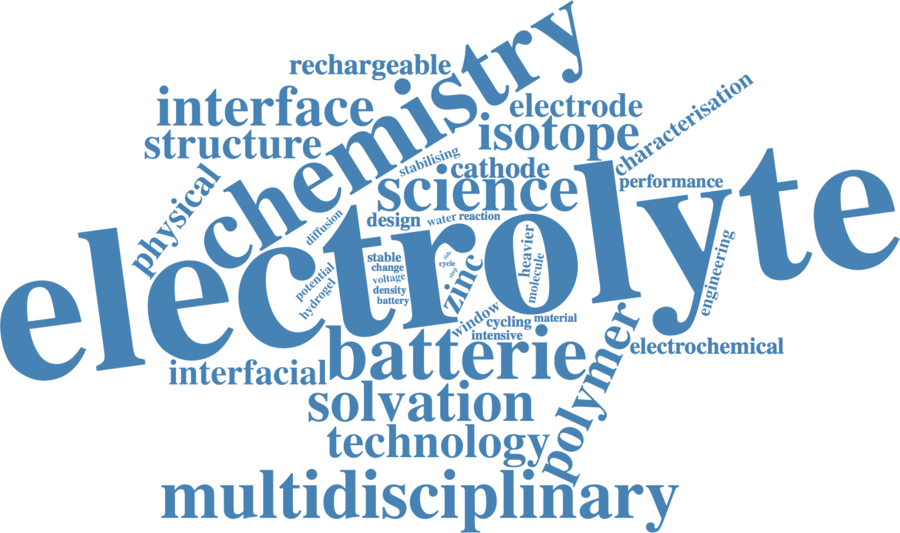 rechargeable
chemistry
interface
electrode
isotope
structure
characterisation
stabilising
cathode
science
performance
physical
electrolyte
diffusion
design
water reaction
heavier
molecule
stable
change
voltage
density
battery
cycle
step
zinc
potential
hydrogel
engineering
window
cycling
material
intensive
batterie
electrochemical
interfacial
polymer
solvation
technology
multidisciplinary